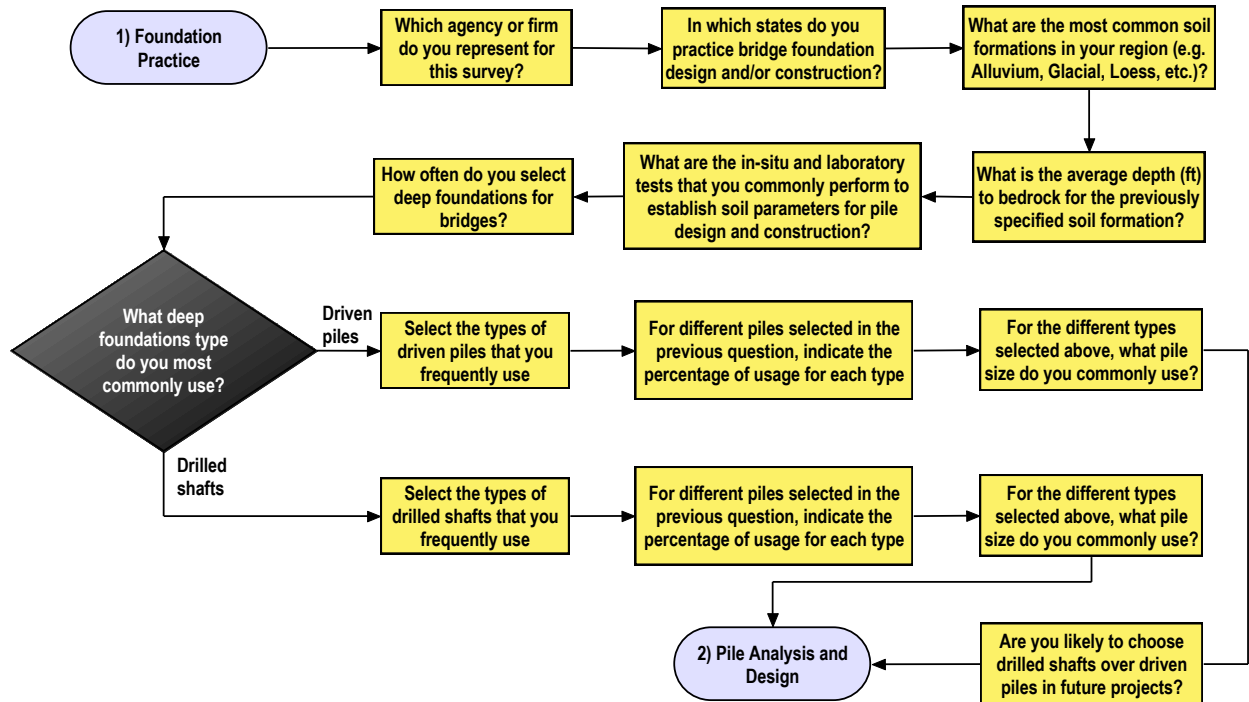 1) Foundation
Practice
Which agency or firm
do you represent for
this survey?
In which states do you
practice bridge foundation
design and/or construction?
What are the most common soil
formations in your region (e.g.
Alluvium, Glacial, Loess, etc.)?
What is the average depth (ft)
to bedrock for the previously
specified soil formation?
What are the in-situ and laboratory
tests that you commonly perform to
establish soil parameters for pile
design and construction?
How often do you select
deep foundations for
bridges?
What deep
foundations type
do you most
commonly use?
Driven
piles
Select the types of
driven piles that you
frequently use
For different piles selected in the
previous question, indicate the
percentage of usage for each type
For the different types
selected above, what pile
size do you commonly use?
Drilled
shafts
Select the types of
drilled shafts that you
frequently use
For different piles selected in the
previous question, indicate the
percentage of usage for each type
For the different types
selected above, what pile
size do you commonly use?
Are you likely to choose
drilled shafts over driven
piles in future projects?
2) Pile Analysis and
Design